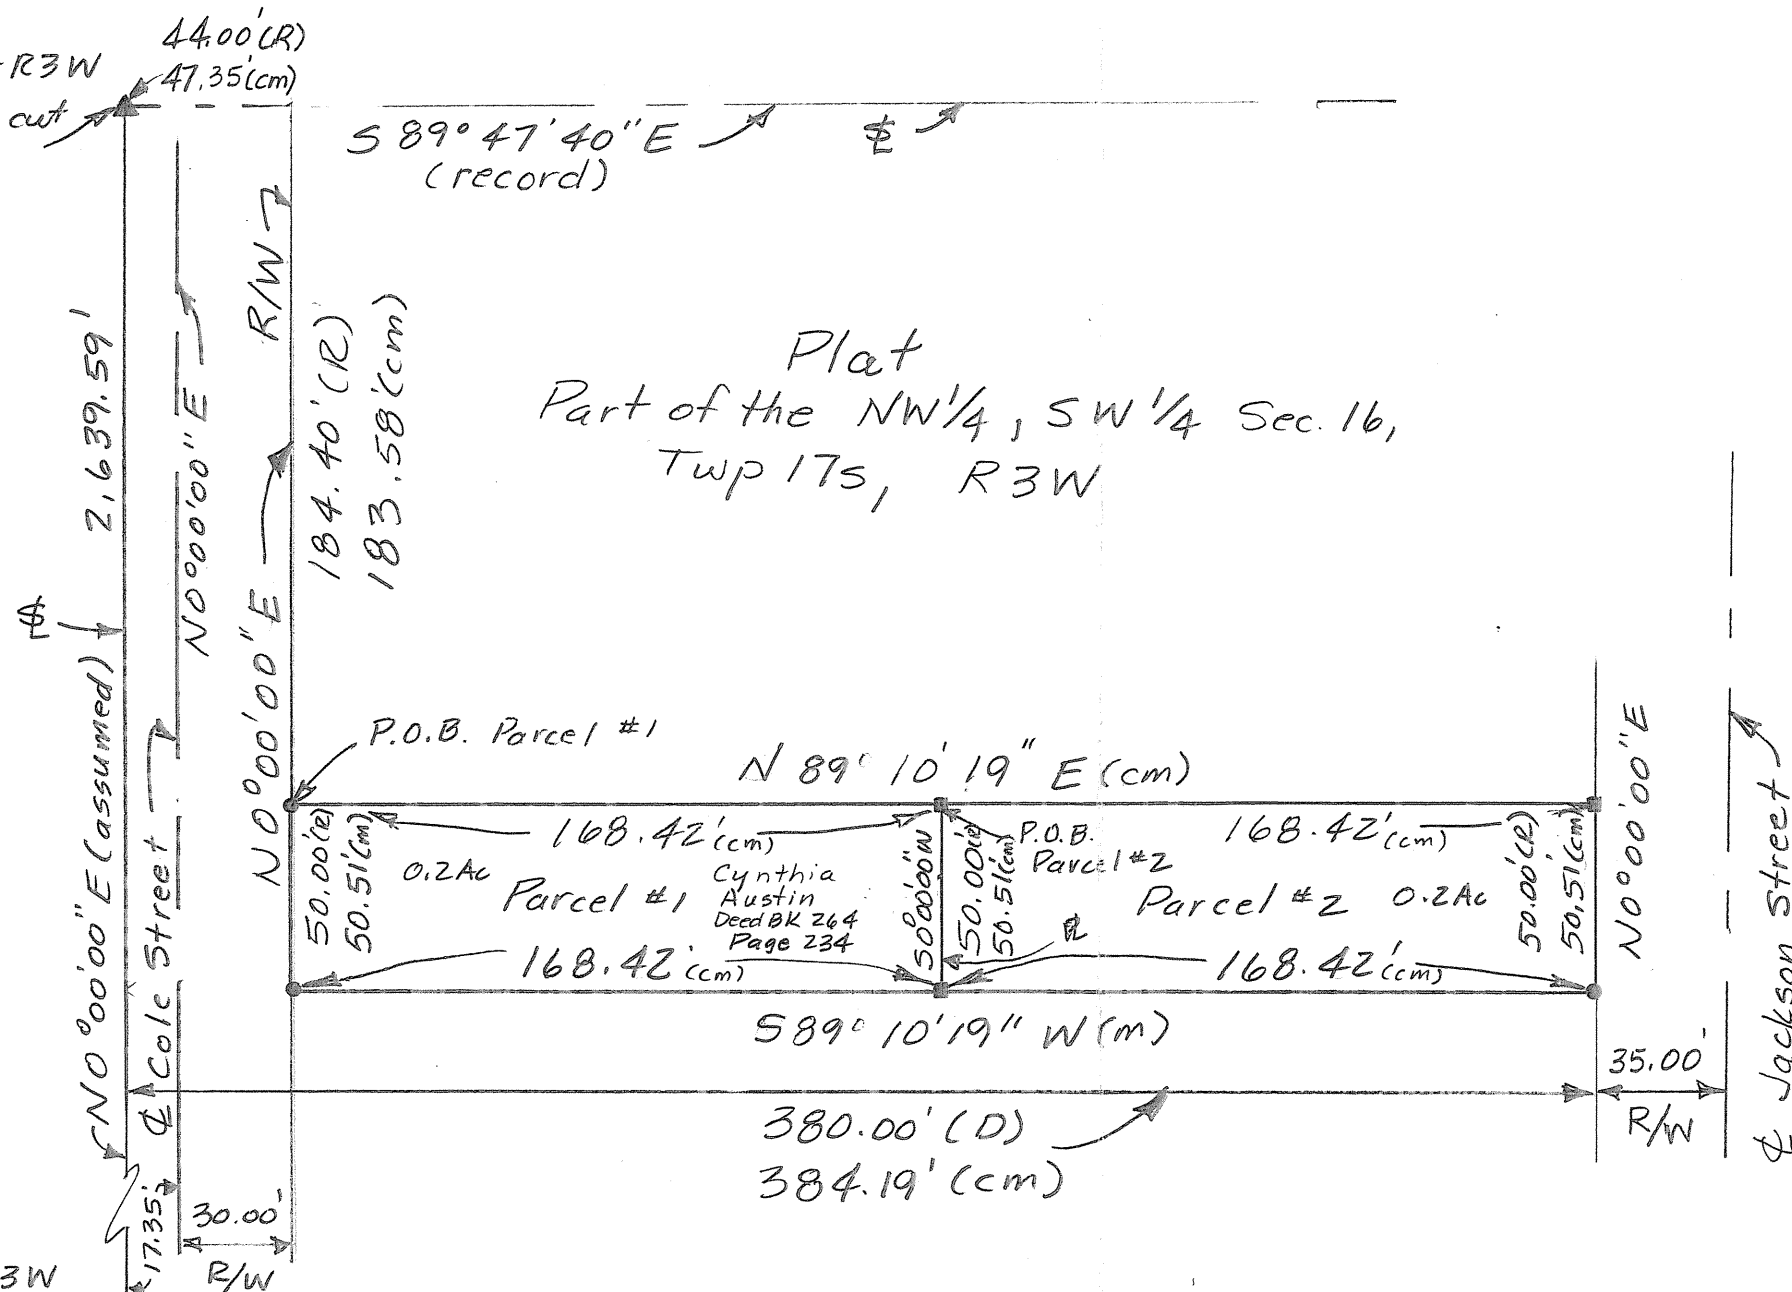 44.00'(R)
R3W
47.35'(cm)
cut
S 89° 47' 40" E
(record)
R/W
2,639.59'
N0°00'00"E
N0°00'00"E
184.40'(R)
183.58'(cm)
Plat
Part of the NW1/4, SW1/4 Sec. 16,
Twp 17S, R3W
N0°00'00"E (assumed)
℄ Cole Street
P.O.B. Parcel #1
N 89° 10' 19" E (cm)
50.00'(R)
50.51'(cm)
168.42'(cm)
0.2Ac
Parcel #1
Cynthia
Austin
Deed BK 264
Page 234
168.42'(cm)
S0°00'00"W
50.00'(R)
50.51'(cm)
P.O.B.
Parcel #2
168.42'(cm)
Parcel #2 0.2Ac
168.42'(cm)
50.00'(R)
50.51'(cm)
N0°00'00"E
℄ Jackson Street
S 89° 10' 19" W (m)
35.00'
R/W
380.00' (D)
384.19' (cm)
17.35'
30.00'
R/W
3W